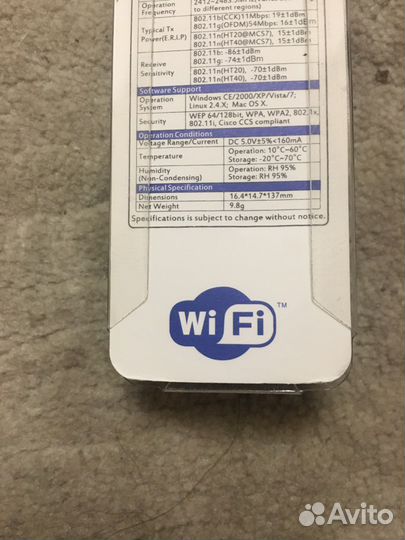 Operation 2412~2483.5MHz
Frequency to different regions)
802.11b(CCK)11Mbps: 19±1dBm
Typical Tx 802.11g(OFDM)54Mbps: 16±1dBm
Power(E.R.I.P) 802.11n(HT20@MCS7), 15±1dBm
802.11n(HT40@MCS7), 15±1dBm
802.11b: -86±1dBm
Receive 802.11g: -74±1dBm
Sensitivity 802.11n(HT20), -70±1dBm
802.11n(HT40), -70±1dBm
Software Support
Operation Windows CE/2000/XP/Vista/7;
System Linux 2.4.X; Mac OS X.
Security WEP 64/128bit, WPA, WPA2, 802.1x,
802.11i, Cisco CCS compliant
Operation Conditions
Voltage Range/Current DC 5.0V±5%<160mA
Temperature Operation: 10°C~60°C
Storage: -20°C~70°C
Humidity Operation: RH 95%
(Non-Condensing) Storage: RH 95%
Physical Specification
Dimensions 16.4*14.7*137mm
Net Weight 9.8g
Specifications is subject to change without notice.
Wi Fi ™
Avito